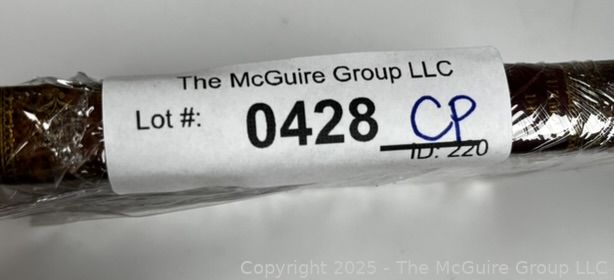 The McGuire Group LLC
Lot #: 0428 CP
ID: 220
Copyright 2025 - The McGuire Group LLC